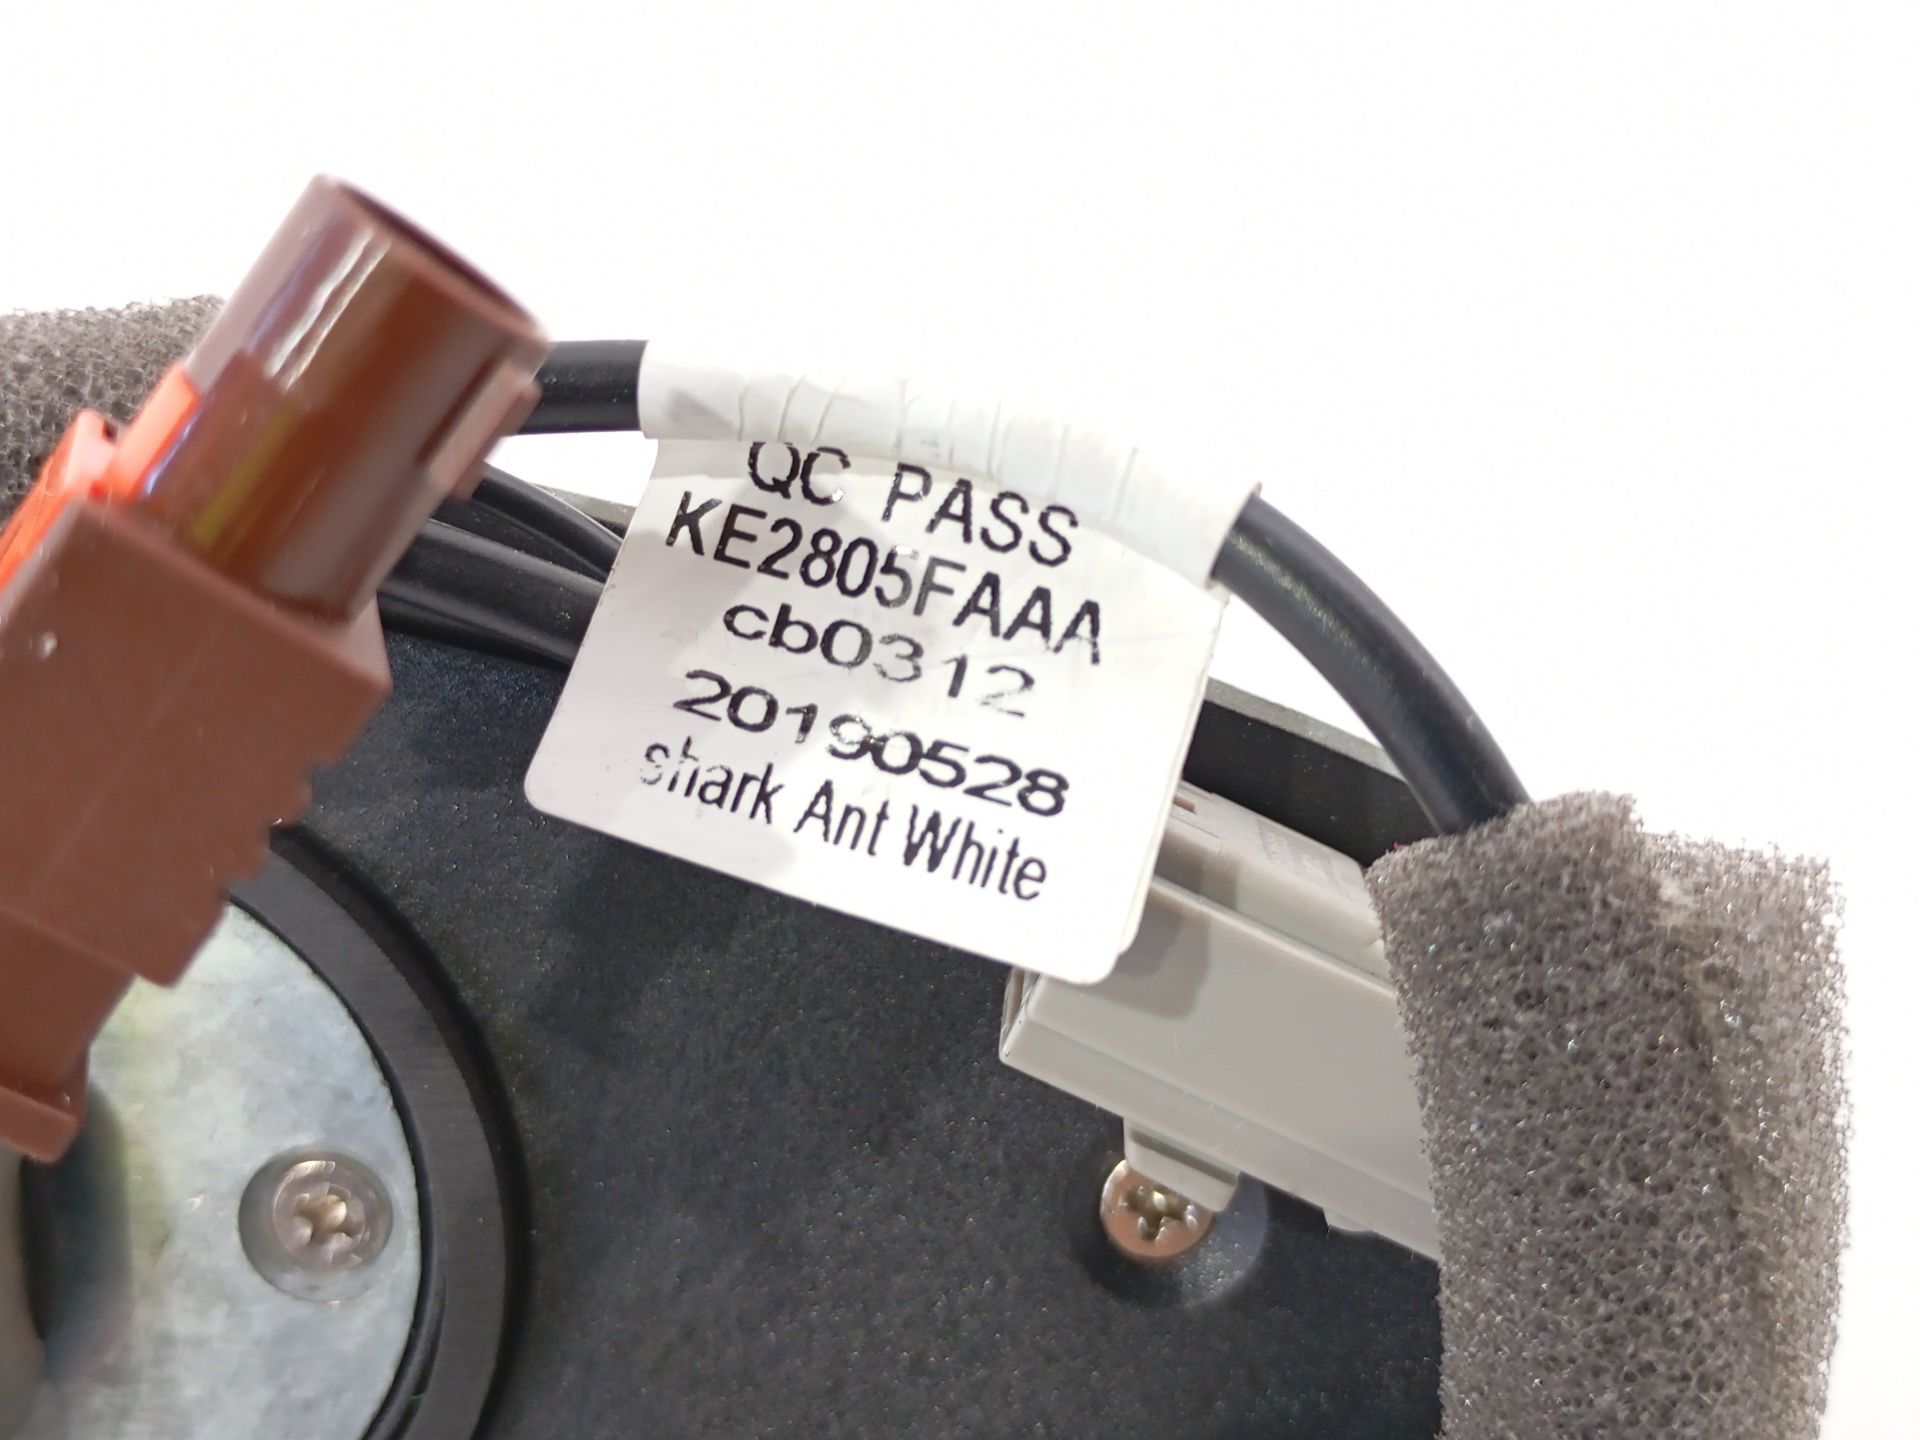 QC PASS
KE2805FAAA
cb0312
20190528
shark Ant White